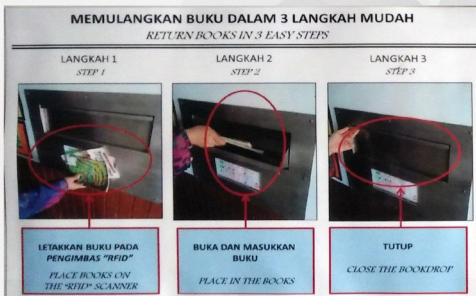 MEMULANGKAN BUKU DALAM 3 LANGKAH MUDAH
RETURN BOOKS IN 3 EASY STEPS
LANGKAH 1
STEP 1
LETAKKAN BUKU PADA
PENGIMBAS "RFID"
PLACE BOOKS ON
THE "RFID" SCANNER
LANGKAH 2
STEP 2
BUKA DAN MASUKKAN
BUKU
PLACE IN THE BOOKS
LANGKAH 3
STEP 3
TUTUP
CLOSE THE BOOKDROP